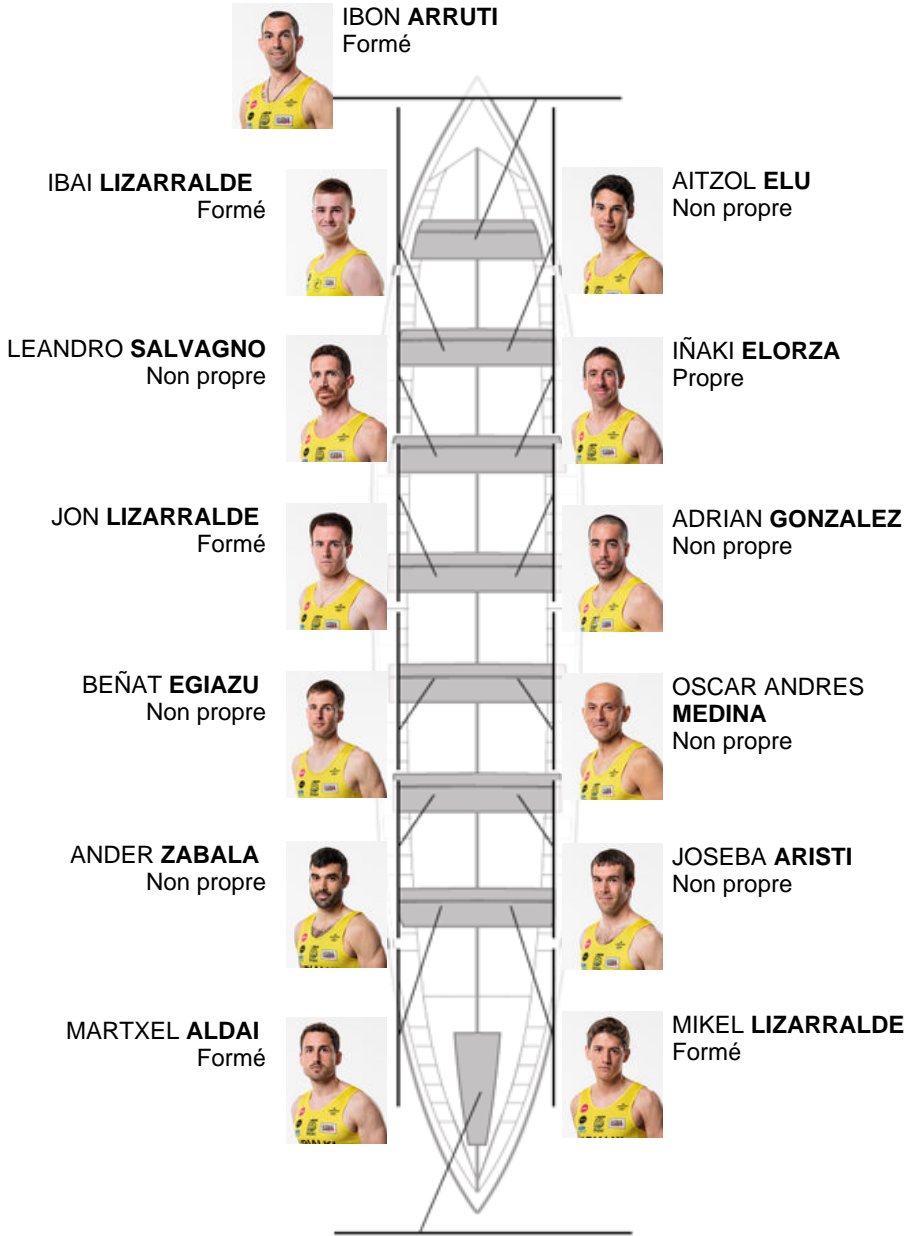 IBON ARRUTI
Formé
IBAI LIZARRALDE
Formé
AITZOL ELU
Non propre
LEANDRO SALVAGNO
Non propre
IÑAKI ELORZA
Propre
JON LIZARRALDE
Formé
ADRIAN GONZALEZ
Non propre
BEÑAT EGIAZU
Non propre
OSCAR ANDRES
MEDINA
Non propre
ANDER ZABALA
Non propre
JOSEBA ARISTI
Non propre
MARTXEL ALDAI
Formé
MIKEL LIZARRALDE
Formé